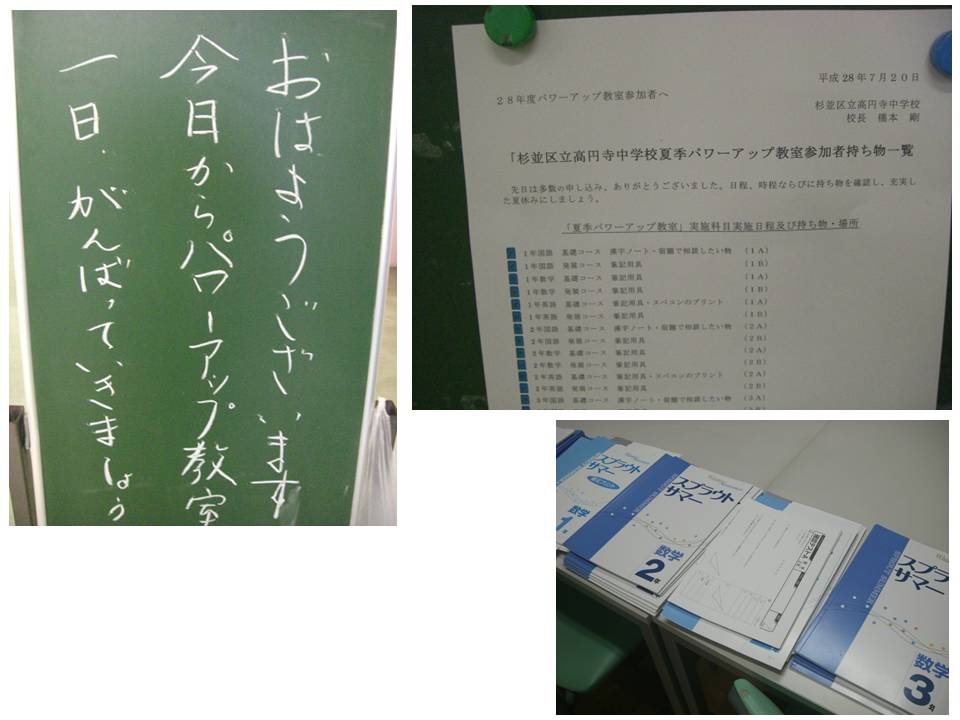 おはようございます
今日からパワーアップ教室
一日、がんばっていきましょう
平成28年7月20日
28年度パワーアップ教室参加者へ
杉並区立高円寺中学校
校長 橋本 剛
「杉並区立高円寺中学校夏季パワーアップ教室参加者持ち物一覧
先日は多数の申し込み、ありがとうございました。日程、時程ならびに持ち物を確認し、充実し
た夏休みにしましょう。
「夏季パワーアップ教室」実施科目実施日程及び持ち物・場所
1年国語 基礎コース 漢字ノート・宿題で相談したい物 (1A)
1年国語 発展コース 筆記用具 (1B)
1年数学 基礎コース 筆記用具 (1A)
1年数学 発展コース 筆記用具 (1B)
1年英語 基礎コース 筆記用具・スペコンのプリント (1A)
1年英語 発展コース 筆記用具 (1B)
2年国語 基礎コース 漢字ノート・宿題で相談したい物 (2A)
2年国語 発展コース 筆記用具 (2B)
2年数学 基礎コース 筆記用具 (2A)
2年数学 発展コース 筆記用具 (2B)
2年英語 基礎コース 筆記用具・スペコンのプリント (2A)
2年英語 発展コース 筆記用具 (2B)
3年国語 基礎コース 漢字ノート・宿題で相談したい物 (3A)
スプラウト
サマー
数学
1年
スプラウト
サマー
数学
2年
スプラウト
サマー
数学
3年